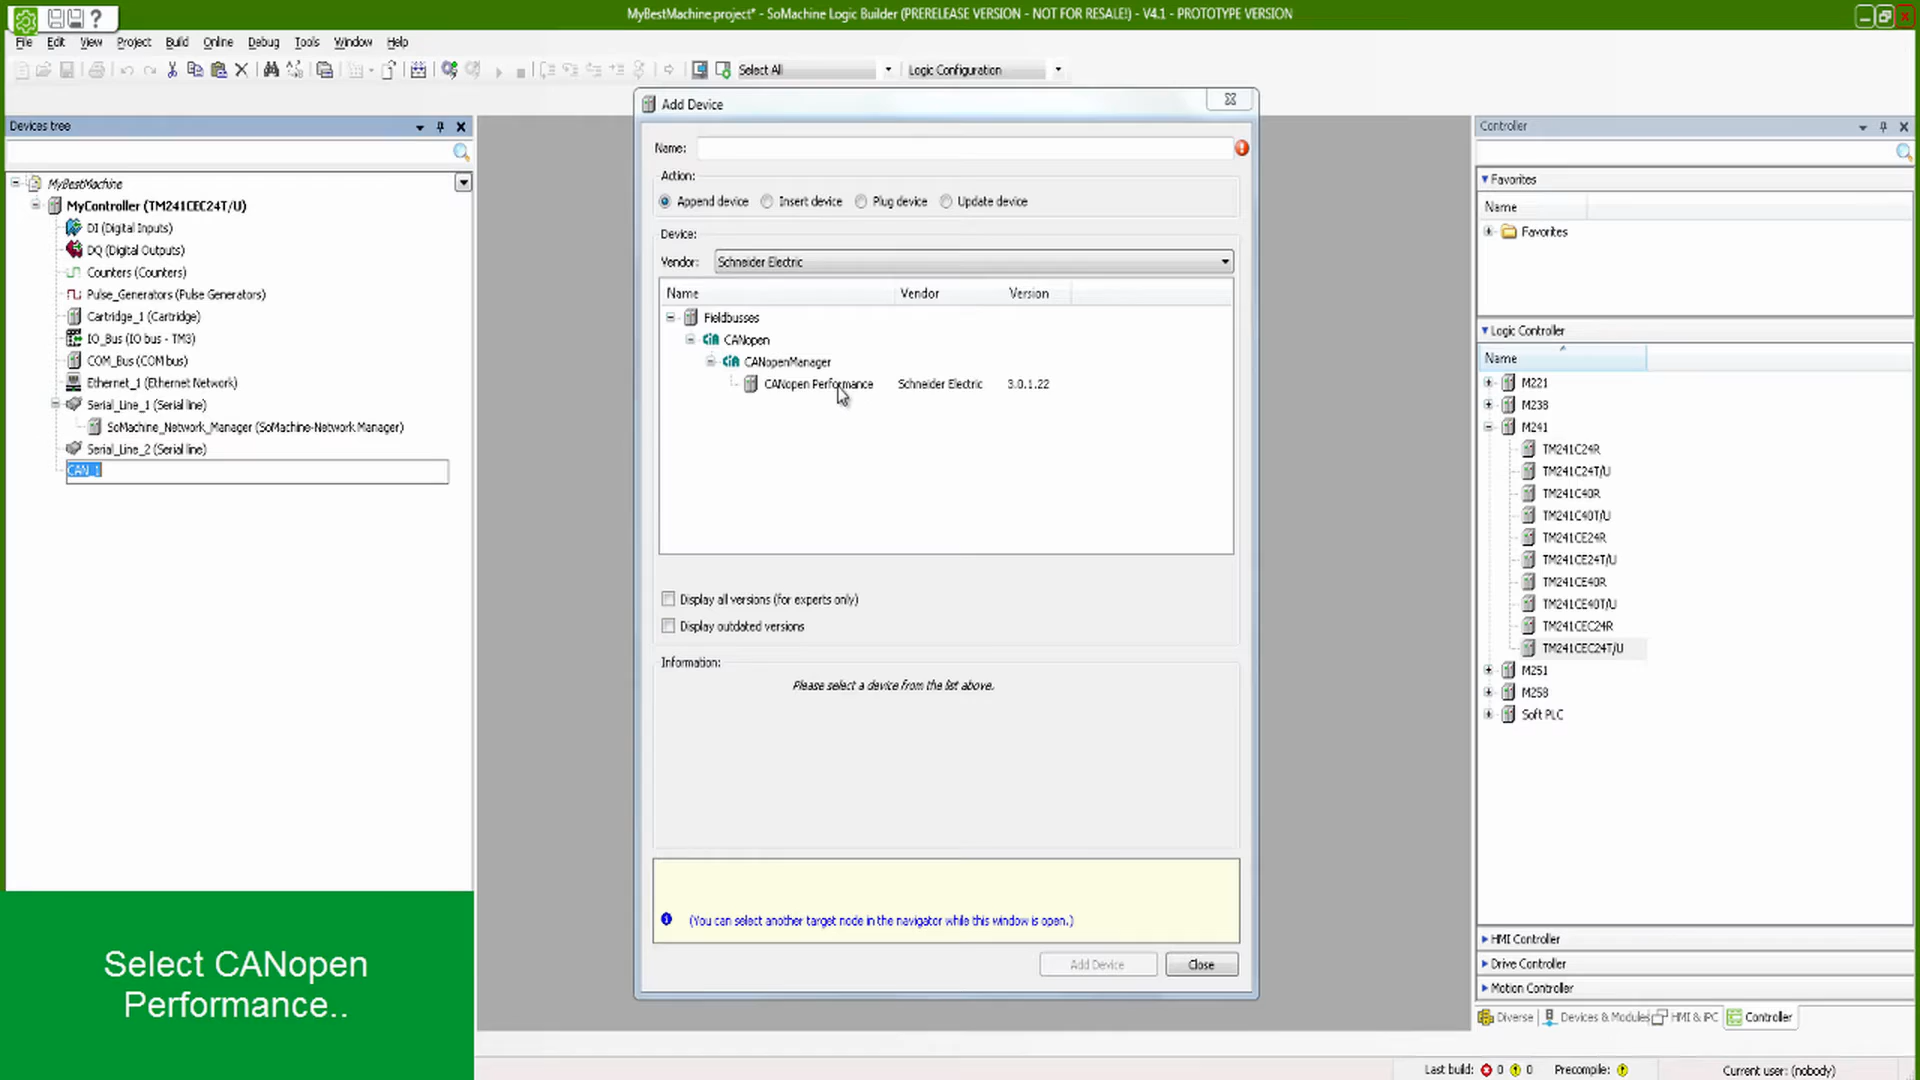 MyBestMachine.project* - SoMachine Logic Builder (PRERELEASE VERSION - NOT FOR RESALE!) - V4.1 - PROTOTYPE VERSION
File Edit View Project Build Online Debug Tools Window Help
Select All Logic Configuration
Devices tree
MyBestMachine
MyController (TM241CEC24T/U)
DI (Digital Inputs)
DQ (Digital Outputs)
Counters (Counters)
Pulse_Generators (Pulse Generators)
Cartridge_1 (Cartridge)
IO_Bus (IO bus - TM3)
COM_Bus (COM bus)
Ethernet_1 (Ethernet Network)
Serial_Line_1 (Serial line)
SoMachine_Network_Manager (SoMachine-Network Manager)
Serial_Line_2 (Serial line)
CAN_1
Select CANopen
Performance..
Add Device
Name:
Action:
Append device Insert device Plug device Update device
Device:
Vendor: Schneider Electric
Name Vendor Version
Fieldbusses
CANopen
CANopenManager
CANopen Performance Schneider Electric 3.0.1.22
Display all versions (for experts only)
Display outdated versions
Information:
Please select a device from the list above.
(You can select another target node in the navigator while this window is open.)
Add Device Close
Controller
Favorites
Name
Favorites
Logic Controller
Name
M221
M238
M241
TM241C24R
TM241C24T/U
TM241C40R
TM241C40T/U
TM241CE24R
TM241CE24T/U
TM241CE40R
TM241CE40T/U
TM241CEC24R
TM241CEC24T/U
M251
M258
Soft PLC
HMI Controller
Drive Controller
Motion Controller
Diverse Devices & Modules HMI & iPC Controller
Last build: 0 0 Precompile: Current user: (nobody)